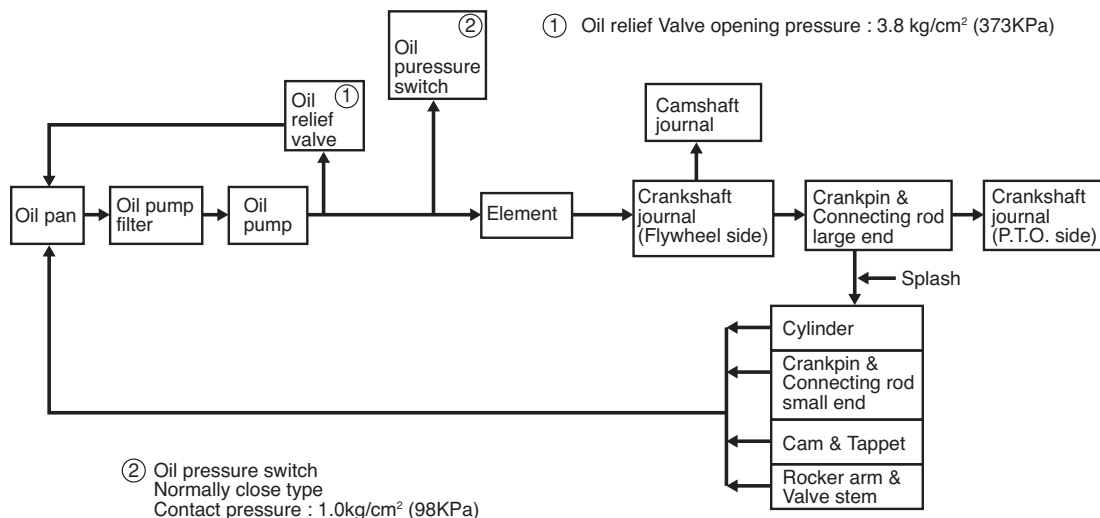 ① Oil relief Valve opening pressure : 3.8 kg/cm² (373KPa)
②
Oil
puressure
switch
①
Oil
relief
valve
Camshaft
journal
Oil pan
Oil pump
filter
Oil
pump
Element
Crankshaft
journal
(Flywheel side)
Crankpin &
Connecting rod
large end
Crankshaft
journal
(P.T.O. side)
Splash
Cylinder
Crankpin &
Connecting rod
small end
Cam & Tappet
Rocker arm &
Valve stem
② Oil pressure switch
Normally close type
Contact pressure : 1.0kg/cm² (98KPa)